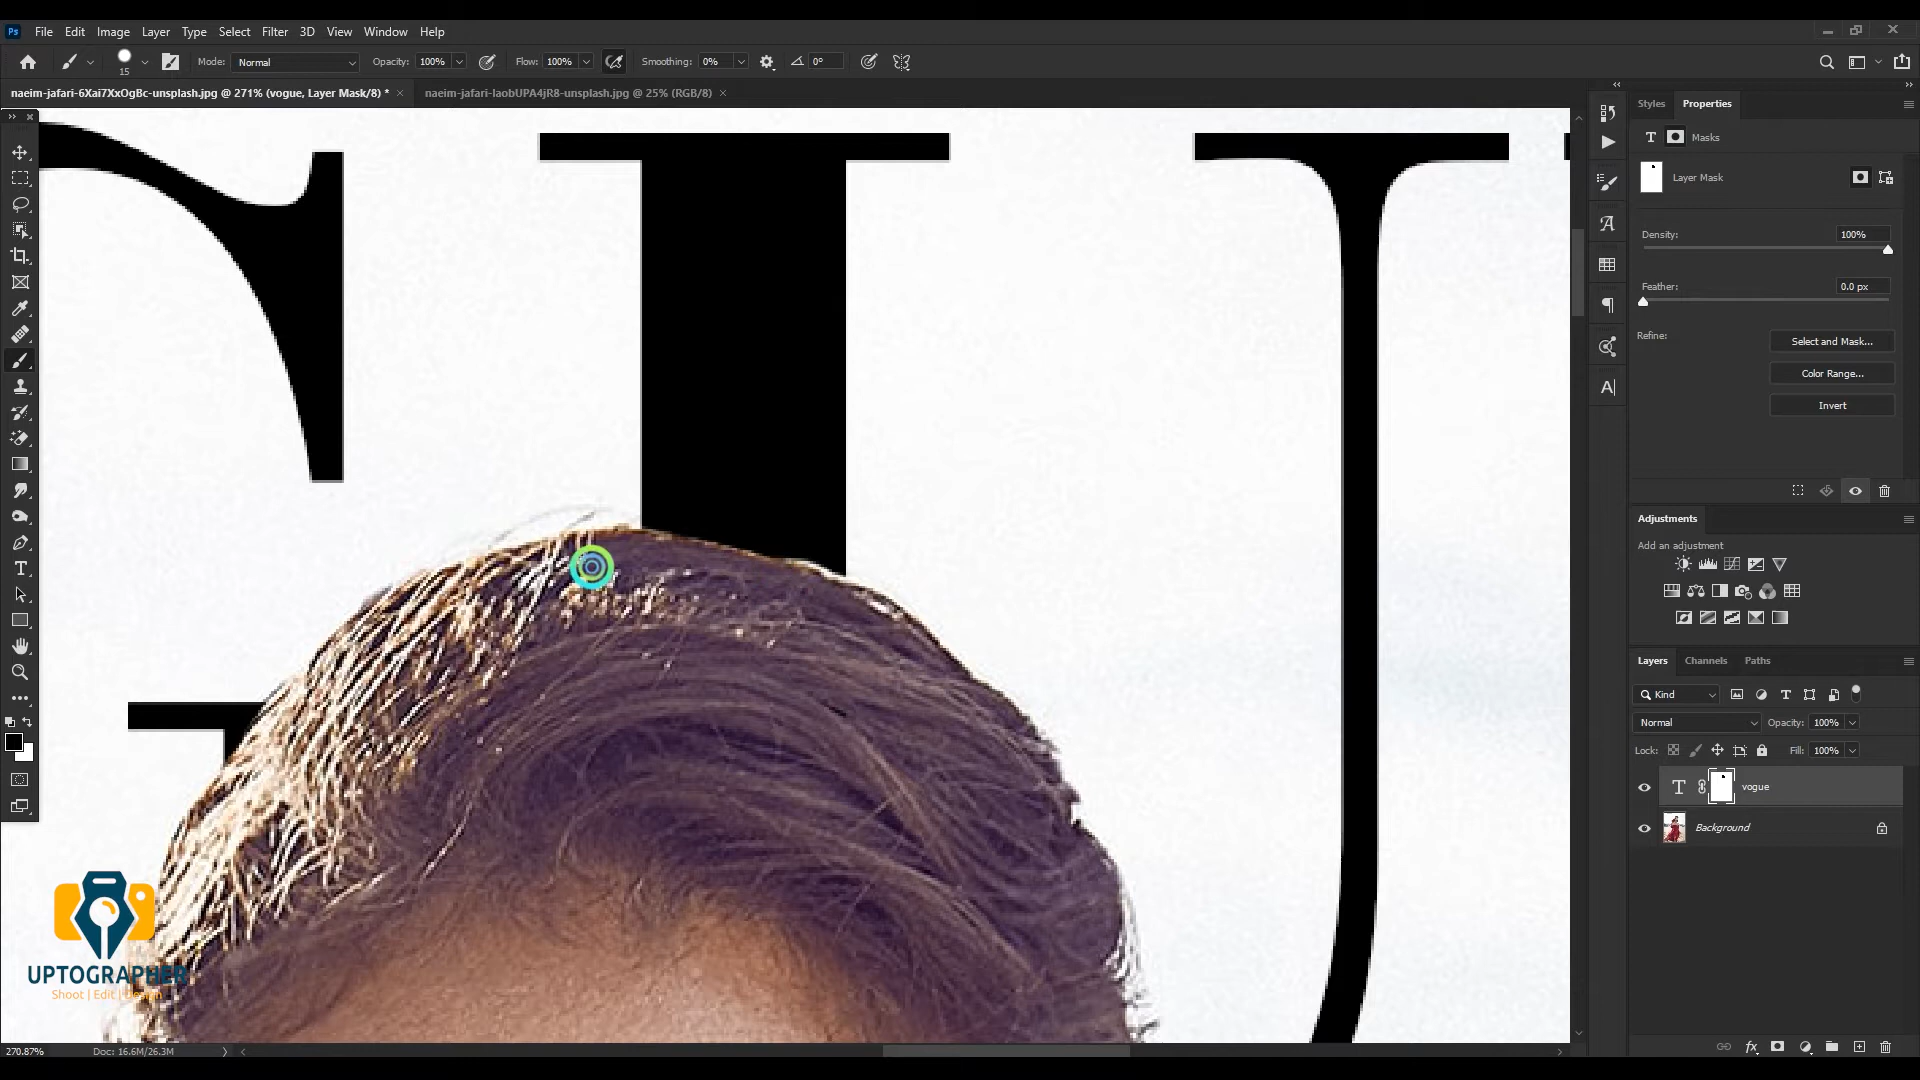 Ps File Edit Image Layer Type Select Filter 3D View Window Help
15 Mode: Normal Opacity: 100% Flow: 100% Smoothing: 0% 0°
naeim-jafari-6Xai7XxOgBc-unsplash.jpg @ 271% (vogue, Layer Mask/8) * × naeim-jafari-laobUPA4jR8-unsplash.jpg @ 25% (RGB/8) ×
Styles Properties
Masks
Layer Mask
Density: 100%
Feather: 0.0 px
Refine: Select and Mask...
Color Range...
Invert
Adjustments
Add an adjustment
Layers Channels Paths
Kind
Normal Opacity: 100%
Lock: Fill: 100%
vogue
Background
G U
UPTOGRAPHER
Shoot | Edit | Design
270.87% Doc: 16.6M/26.3M